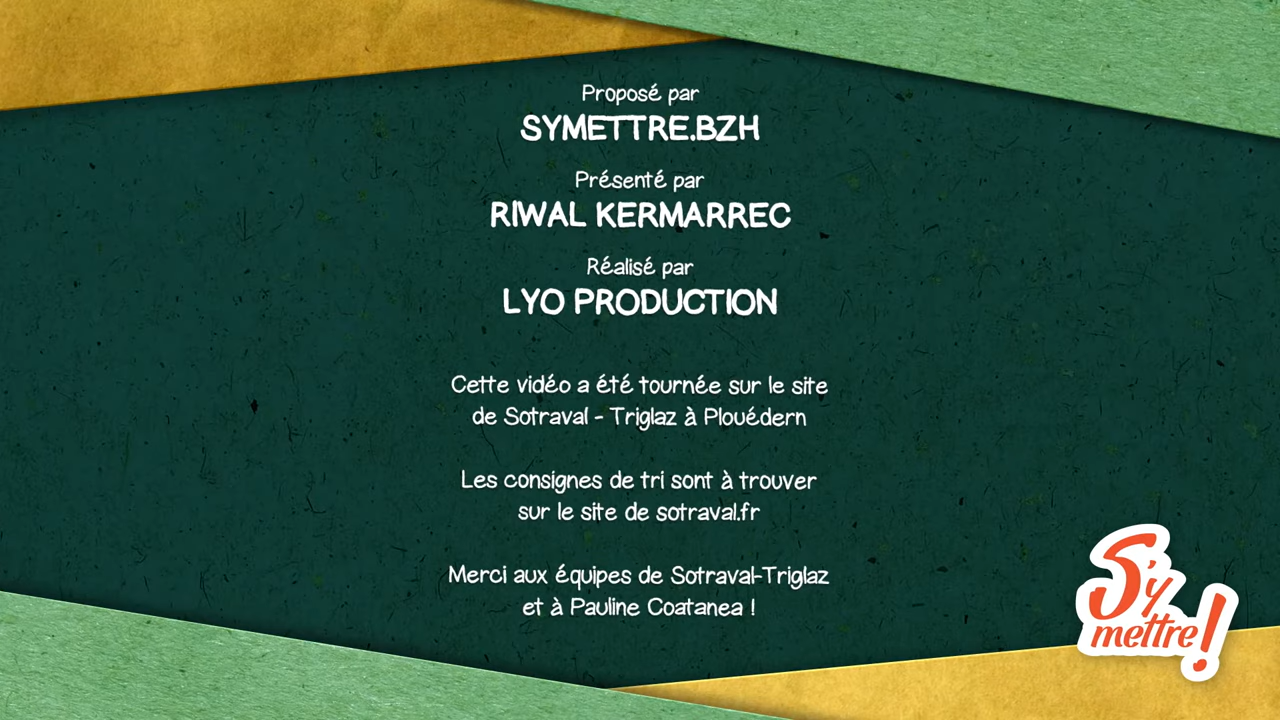 Proposé par
SYMETTRE.BZH
Présenté par
RIWAL KERMARREC
Réalisé par
LYO PRODUCTION
Cette vidéo a été tournée sur le site
de Sotraval - Triglaz à Plouédern
Les consignes de tri sont à trouver
sur le site de sotraval.fr
Merci aux équipes de Sotraval-Triglaz
et à Pauline Coatanea !
S'y
mettre!